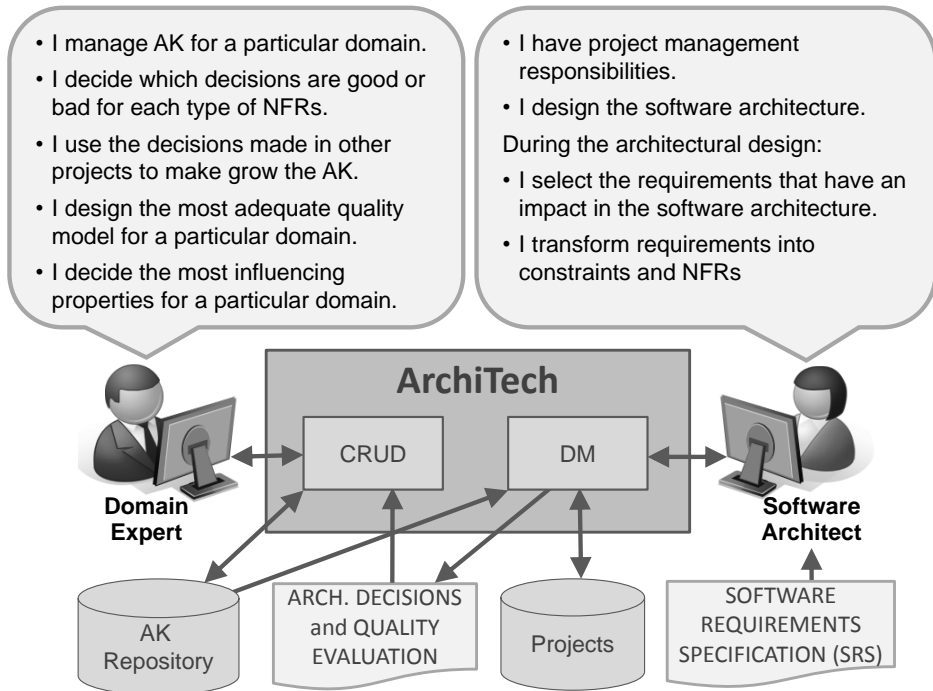 • I manage AK for a particular domain.
• I decide which decisions are good or
bad for each type of NFRs.
• I use the decisions made in other
projects to make grow the AK.
• I design the most adequate quality
model for a particular domain.
• I decide the most influencing
properties for a particular domain.
• I have project management
responsibilities.
• I design the software architecture.
During the architectural design:
• I select the requirements that have an
impact in the software architecture.
• I transform requirements into
constraints and NFRs
ArchiTech
CRUD
DM
Domain
Expert
Software
Architect
AK
Repository
ARCH. DECISIONS
and QUALITY
EVALUATION
Projects
SOFTWARE
REQUIREMENTS
SPECIFICATION (SRS)